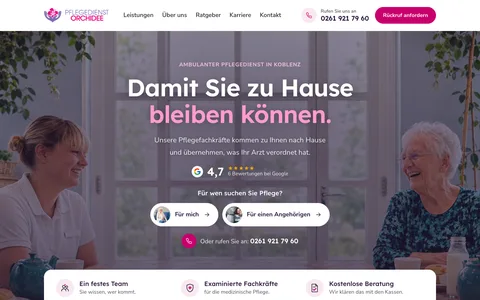 PFLEGEDIENST
ORCHIDEE
Leistungen
Über uns
Ratgeber
Karriere
Kontakt
Rufen Sie uns an
0261 921 79 60
Rückruf anfordern
AMBULANTER PFLEGEDIENST IN KOBLENZ
Damit Sie zu Hause
bleiben können.
Unsere Pflegefachkräfte kommen zu Ihnen nach Hause
und übernehmen, was Ihr Arzt verordnet hat.
4,7
6 Bewertungen bei Google
Für wen suchen Sie Pflege?
Für mich →
Für einen Angehörigen →
Oder rufen Sie an: 0261 921 79 60
Ein festes Team
Sie wissen, wer kommt.
Examinierte Fachkräfte
für die medizinische Pflege.
Kostenlose Beratung
Wir klären das mit den Kassen.